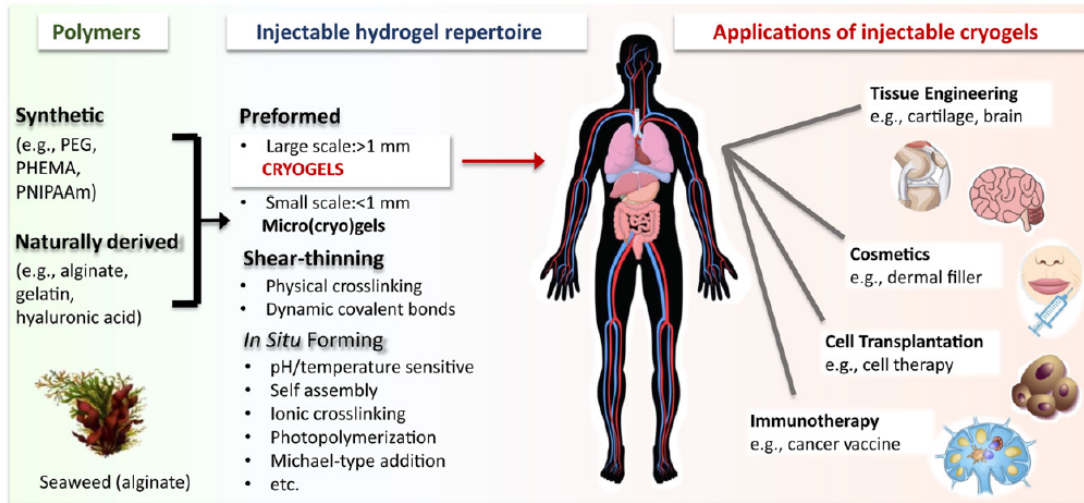 Polymers
Injectable hydrogel repertoire
Applications of injectable cryogels
Synthetic
(e.g., PEG,
PHEMA,
PNIPAAm)
Naturally derived
(e.g., alginate,
gelatin,
hyaluronic acid)
Seaweed (alginate)
Preformed
• Large scale:>1 mm
CRYOGELS
• Small scale:<1 mm
Micro(cryo)gels
Shear-thinning
• Physical crosslinking
• Dynamic covalent bonds
In Situ Forming
• pH/temperature sensitive
• Self assembly
• Ionic crosslinking
• Photopolymerization
• Michael-type addition
• etc.
Tissue Engineering
e.g., cartilage, brain
Cosmetics
e.g., dermal filler
Cell Transplantation
e.g., cell therapy
Immunotherapy
e.g., cancer vaccine